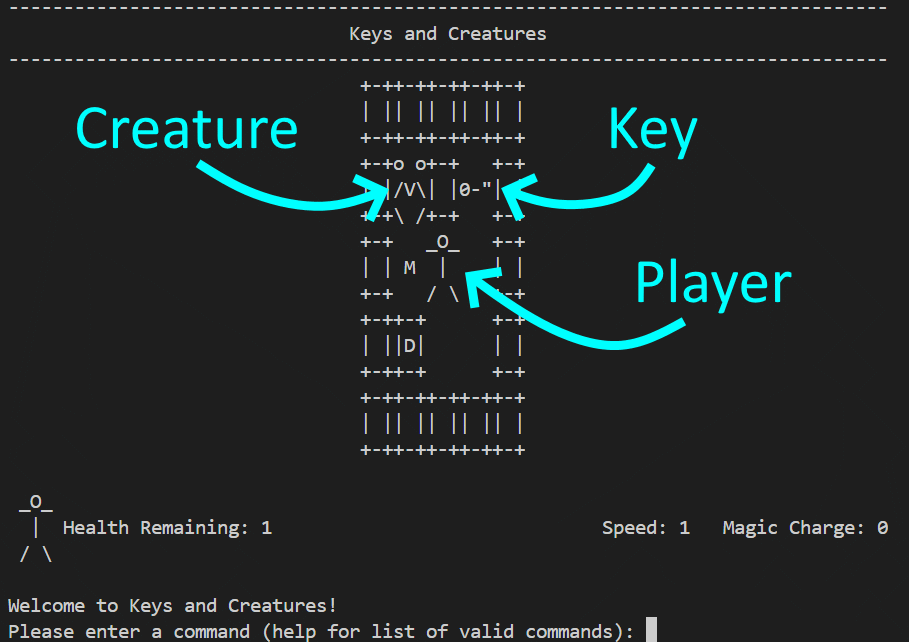 --------------------------------------------------------------------------------
Keys and Creatures
--------------------------------------------------------------------------------
+-++-++-++-++-+
| || || || || |
+-++-++-++-++-+
Creature
Key
+-+o o+-+   +-+
| |/V\| |0-"| |
+-+\ /+-+   +-+
+-+   _O_   +-+
| | M  |    | |
+-+   / \   +-+
Player
+-++-+      +-+
| ||D|      | |
+-++-+      +-+
+-++-++-++-++-+
| || || || || |
+-++-++-++-++-+
_O_
| Health Remaining: 1 Speed: 1 Magic Charge: 0
/ \
Welcome to Keys and Creatures!
Please enter a command (help for list of valid commands):